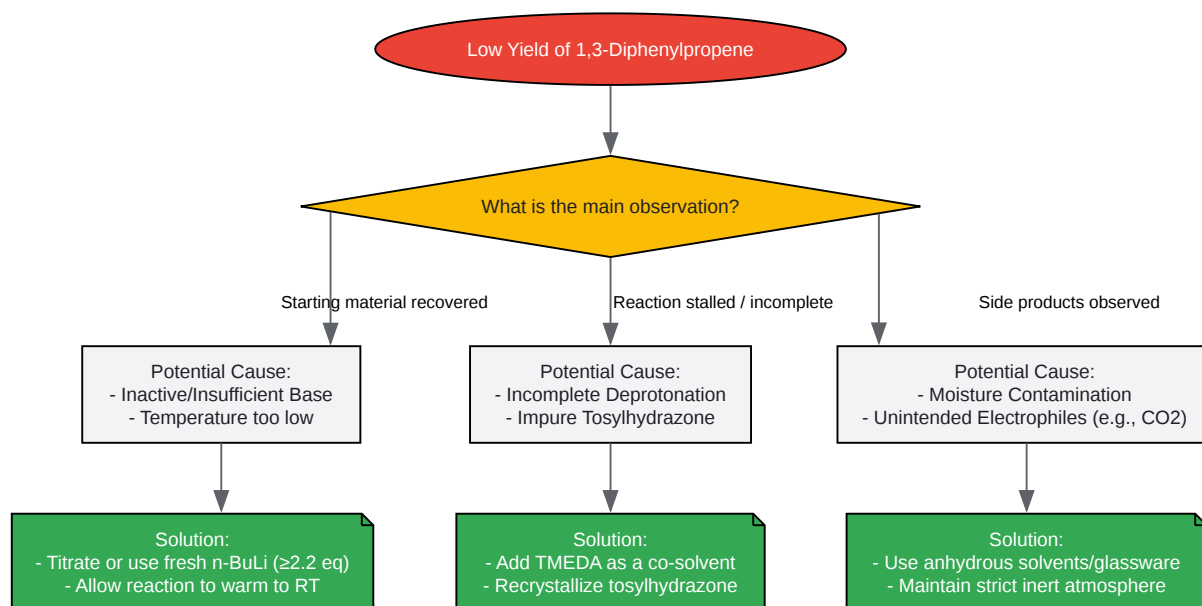 Low Yield of 1,3-Diphenylpropene
What is the main observation?
Starting material recovered
Reaction stalled / incomplete
Side products observed
Potential Cause:
- Inactive/Insufficient Base
- Temperature too low
Potential Cause:
- Incomplete Deprotonation
- Impure Tosylhydrazone
Potential Cause:
- Moisture Contamination
- Unintended Electrophiles (e.g., CO2)
Solution:
- Titrate or use fresh n-BuLi (≥2.2 eq)
- Allow reaction to warm to RT
Solution:
- Add TMEDA as a co-solvent
- Recrystallize tosylhydrazone
Solution:
- Use anhydrous solvents/glassware
- Maintain strict inert atmosphere